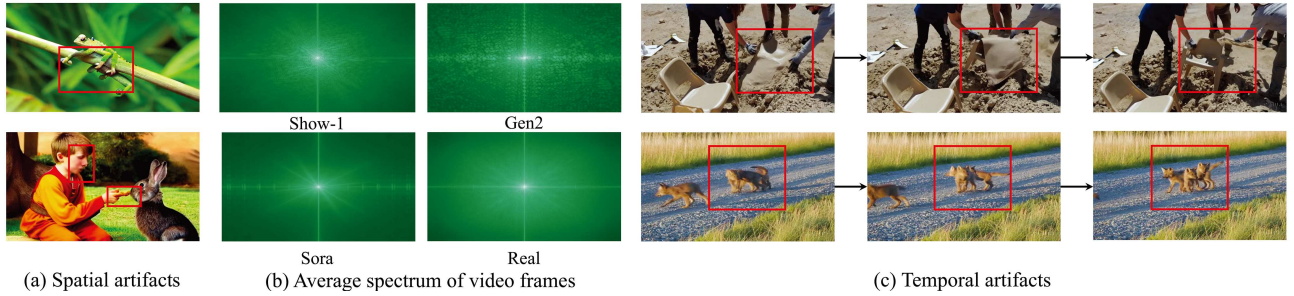 Show-1
Gen2
Sora
Real
(a) Spatial artifacts
(b) Average spectrum of video frames
(c) Temporal artifacts